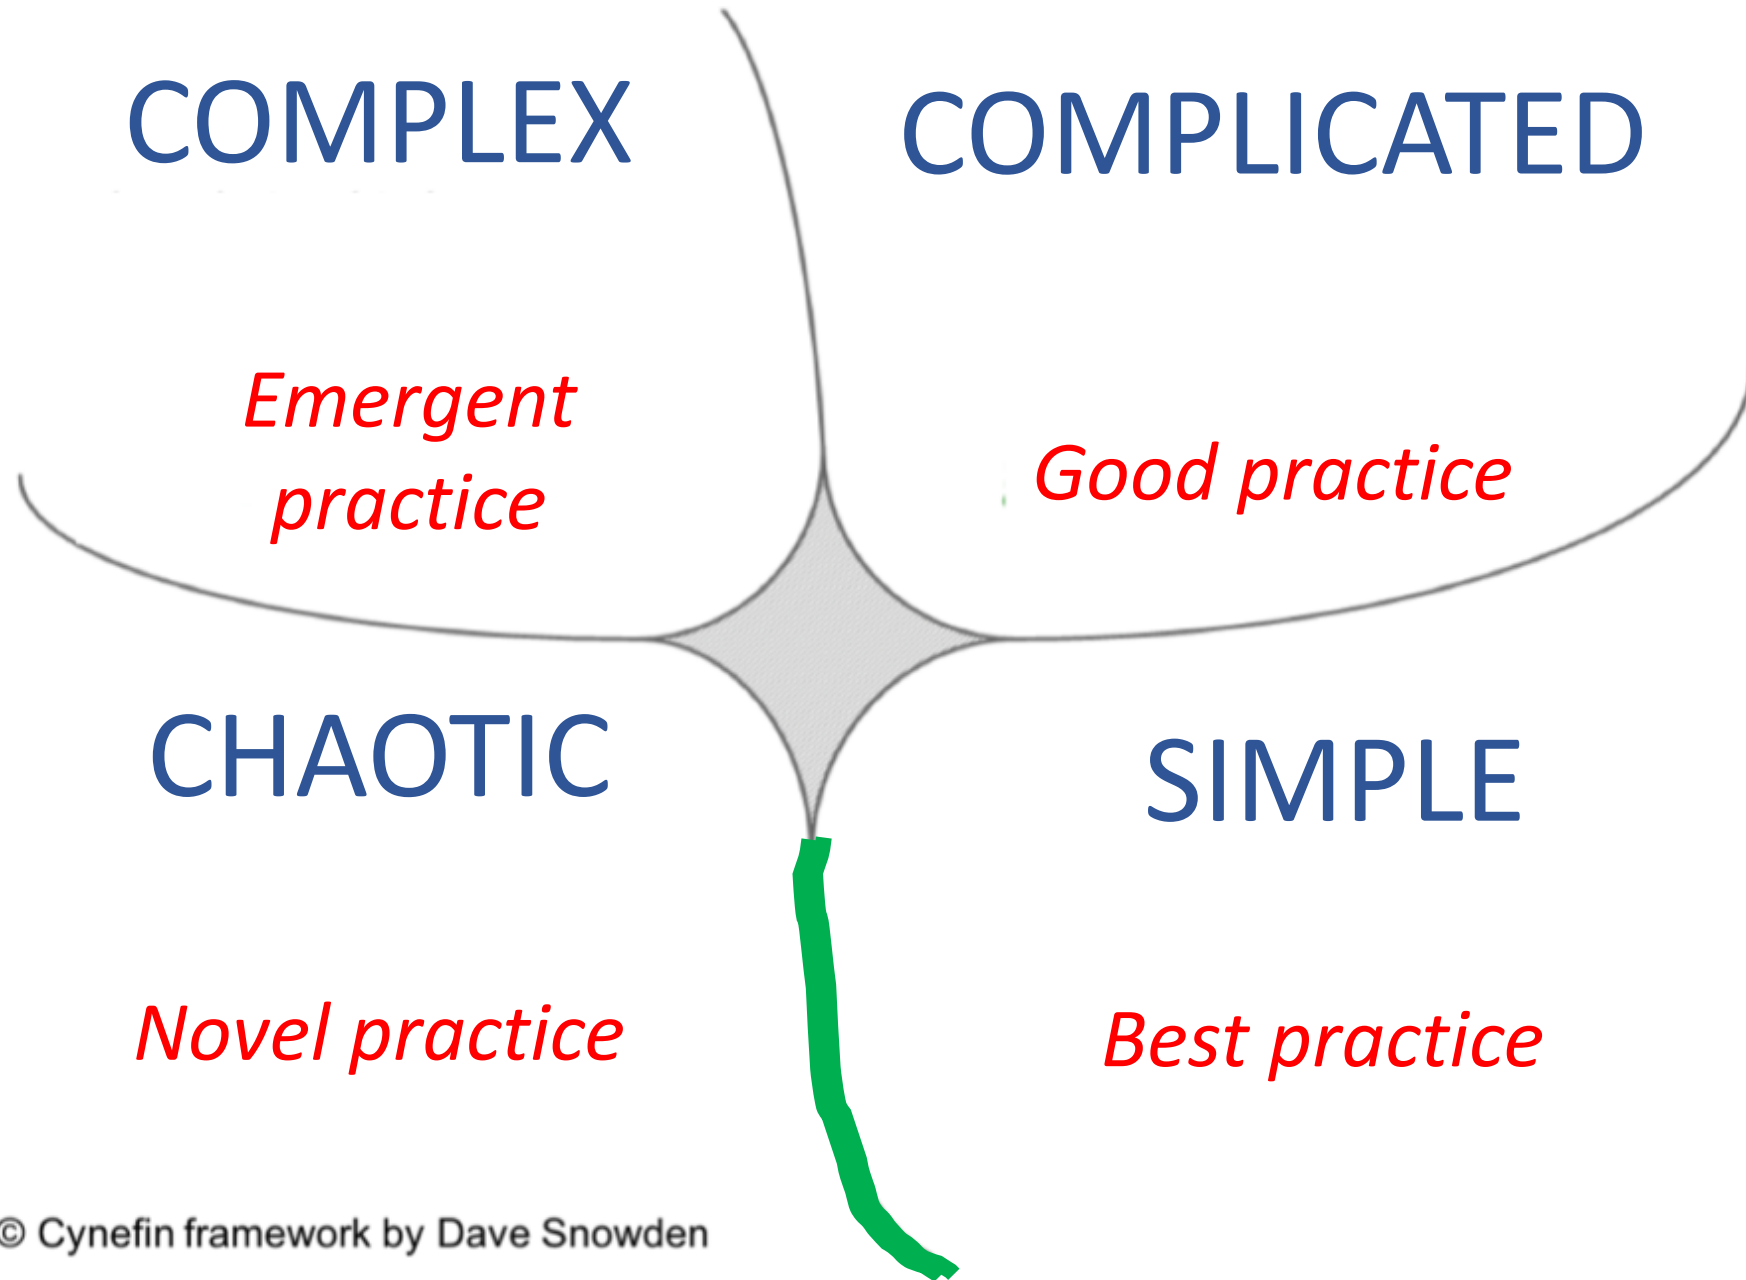 COMPLEX
COMPLICATED
Emergent
practice
Good practice
CHAOTIC
SIMPLE
Novel practice
Best practice
© Cynefin framework by Dave Snowden